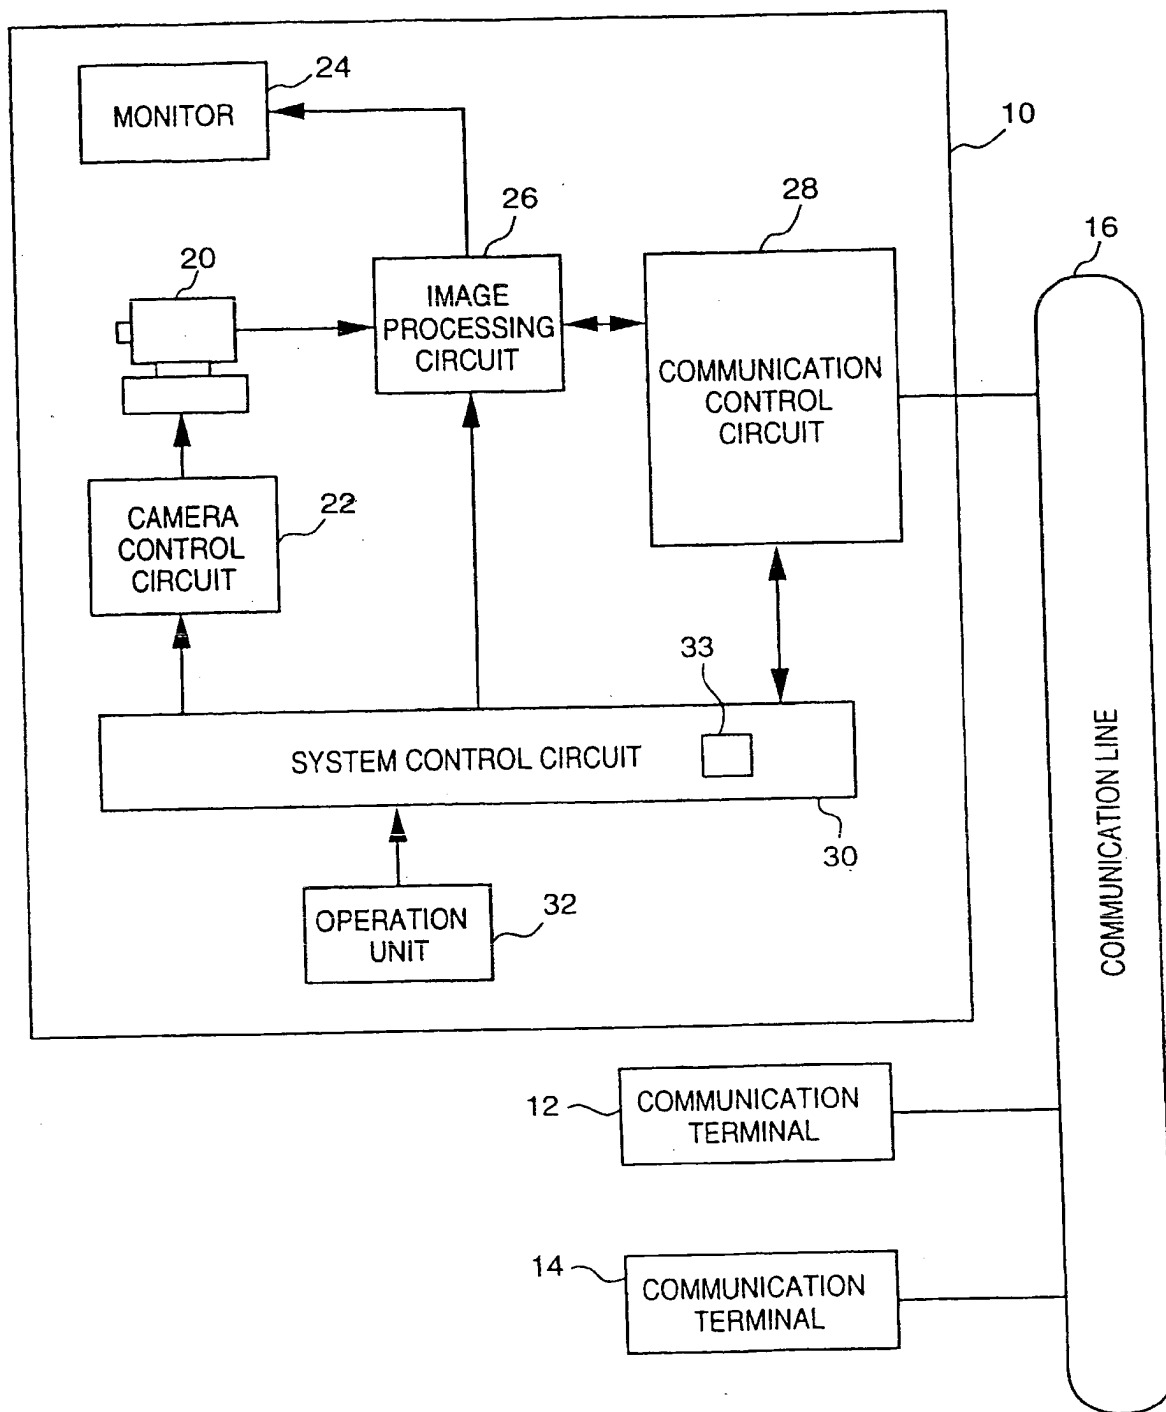 24
MONITOR
10
26
28
16
20
IMAGE
PROCESSING
CIRCUIT
COMMUNICATION
CONTROL
CIRCUIT
22
CAMERA
CONTROL
CIRCUIT
33
SYSTEM CONTROL CIRCUIT
30
32
OPERATION
UNIT
COMMUNICATION LINE
12
COMMUNICATION
TERMINAL
14
COMMUNICATION
TERMINAL